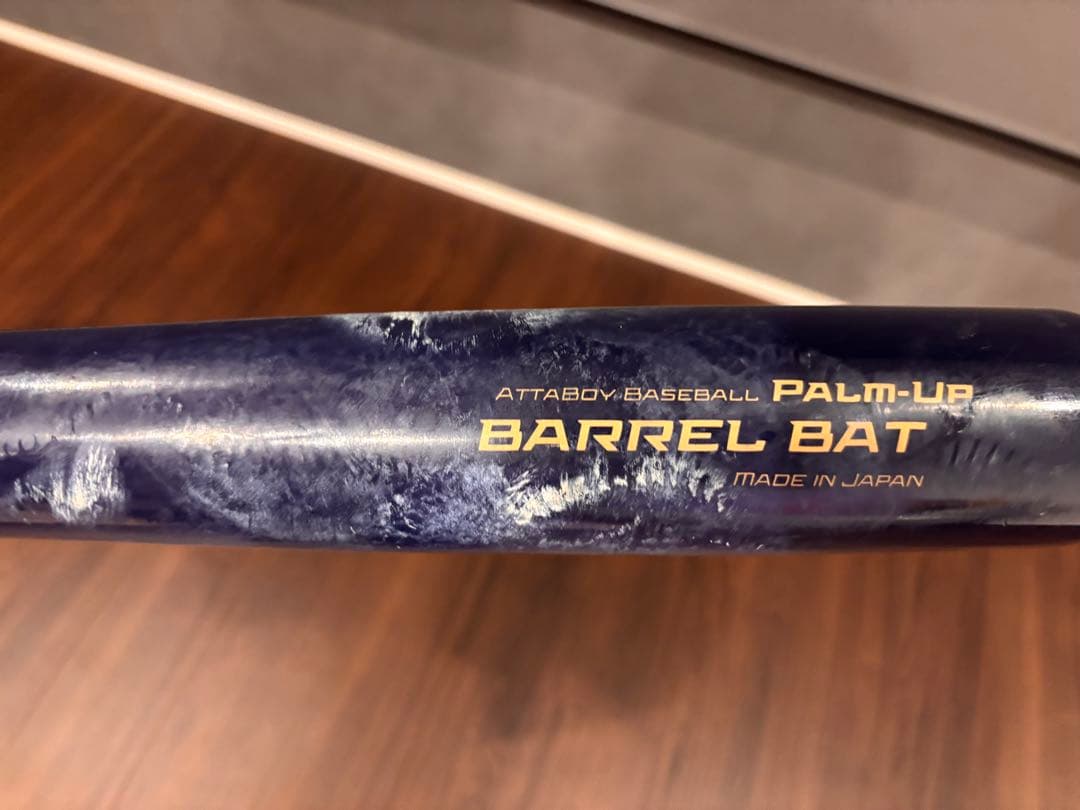 AttaBoy Baseball Palm-Up
BARREL BAT
Made in Japan